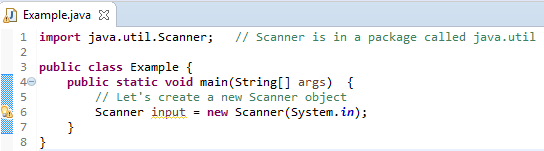 Example.java
1 import java.util.Scanner;   // Scanner is in a package called java.util
2
3 public class Example {
4     public static void main(String[] args)  {
5         // Let's create a new Scanner object
6         Scanner input = new Scanner(System.in);
7     }
8 }